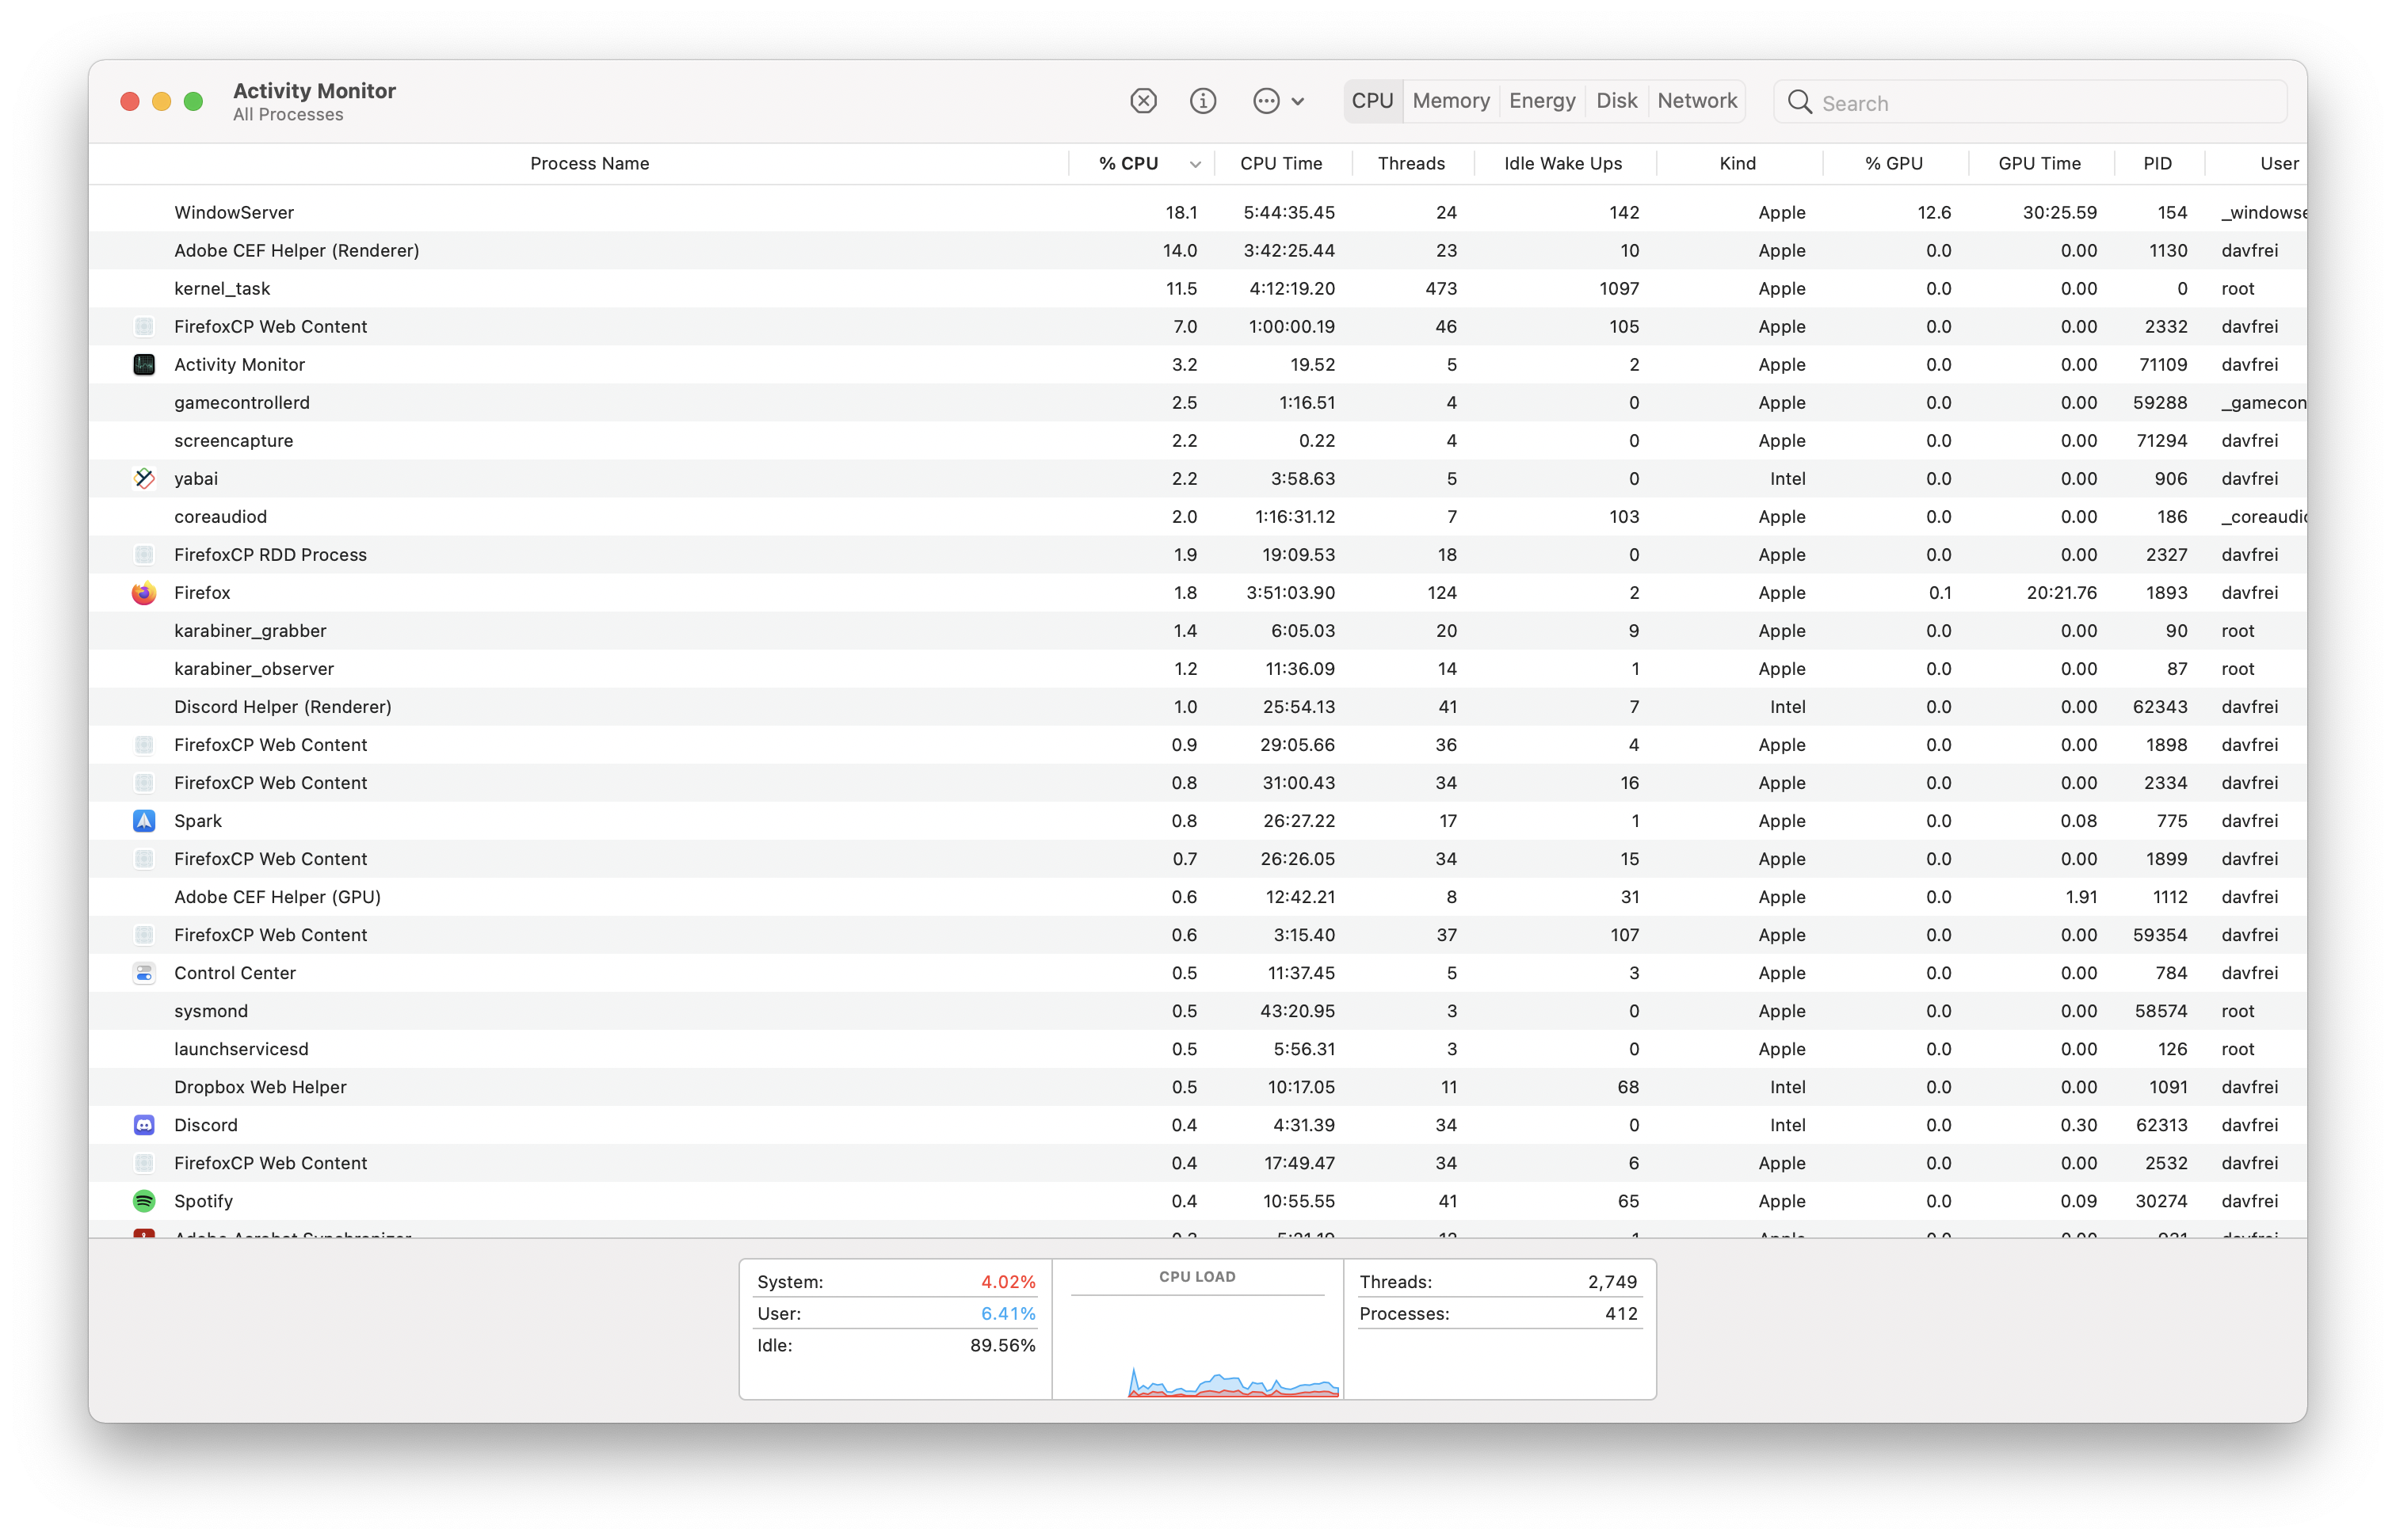 Activity Monitor
All Processes
CPU Memory Energy Disk Network Search
Process Name % CPU CPU Time Threads Idle Wake Ups Kind % GPU GPU Time PID User
WindowServer 18.1 5:44:35.45 24 142 Apple 12.6 30:25.59 154 _windowse
Adobe CEF Helper (Renderer) 14.0 3:42:25.44 23 10 Apple 0.0 0.00 1130 davfrei
kernel_task 11.5 4:12:19.20 473 1097 Apple 0.0 0.00 0 root
FirefoxCP Web Content 7.0 1:00:00.19 46 105 Apple 0.0 0.00 2332 davfrei
Activity Monitor 3.2 19.52 5 2 Apple 0.0 0.00 71109 davfrei
gamecontrollerd 2.5 1:16.51 4 0 Apple 0.0 0.00 59288 _gamecon
screencapture 2.2 0.22 4 0 Apple 0.0 0.00 71294 davfrei
yabai 2.2 3:58.63 5 0 Intel 0.0 0.00 906 davfrei
coreaudiod 2.0 1:16:31.12 7 103 Apple 0.0 0.00 186 _coreaudio
FirefoxCP RDD Process 1.9 19:09.53 18 0 Apple 0.0 0.00 2327 davfrei
Firefox 1.8 3:51:03.90 124 2 Apple 0.1 20:21.76 1893 davfrei
karabiner_grabber 1.4 6:05.03 20 9 Apple 0.0 0.00 90 root
karabiner_observer 1.2 11:36.09 14 1 Apple 0.0 0.00 87 root
Discord Helper (Renderer) 1.0 25:54.13 41 7 Intel 0.0 0.00 62343 davfrei
FirefoxCP Web Content 0.9 29:05.66 36 4 Apple 0.0 0.00 1898 davfrei
FirefoxCP Web Content 0.8 31:00.43 34 16 Apple 0.0 0.00 2334 davfrei
Spark 0.8 26:27.22 17 1 Apple 0.0 0.08 775 davfrei
FirefoxCP Web Content 0.7 26:26.05 34 15 Apple 0.0 0.00 1899 davfrei
Adobe CEF Helper (GPU) 0.6 12:42.21 8 31 Apple 0.0 1.91 1112 davfrei
FirefoxCP Web Content 0.6 3:15.40 37 107 Apple 0.0 0.00 59354 davfrei
Control Center 0.5 11:37.45 5 3 Apple 0.0 0.00 784 davfrei
sysmond 0.5 43:20.95 3 0 Apple 0.0 0.00 58574 root
launchservicesd 0.5 5:56.31 3 0 Apple 0.0 0.00 126 root
Dropbox Web Helper 0.5 10:17.05 11 68 Intel 0.0 0.00 1091 davfrei
Discord 0.4 4:31.39 34 0 Intel 0.0 0.30 62313 davfrei
FirefoxCP Web Content 0.4 17:49.47 34 6 Apple 0.0 0.00 2532 davfrei
Spotify 0.4 10:55.55 41 65 Apple 0.0 0.09 30274 davfrei
Adobe Acrobat Synchronizer
System: 4.02%
User: 6.41%
Idle: 89.56%
CPU LOAD
Threads: 2,749
Processes: 412